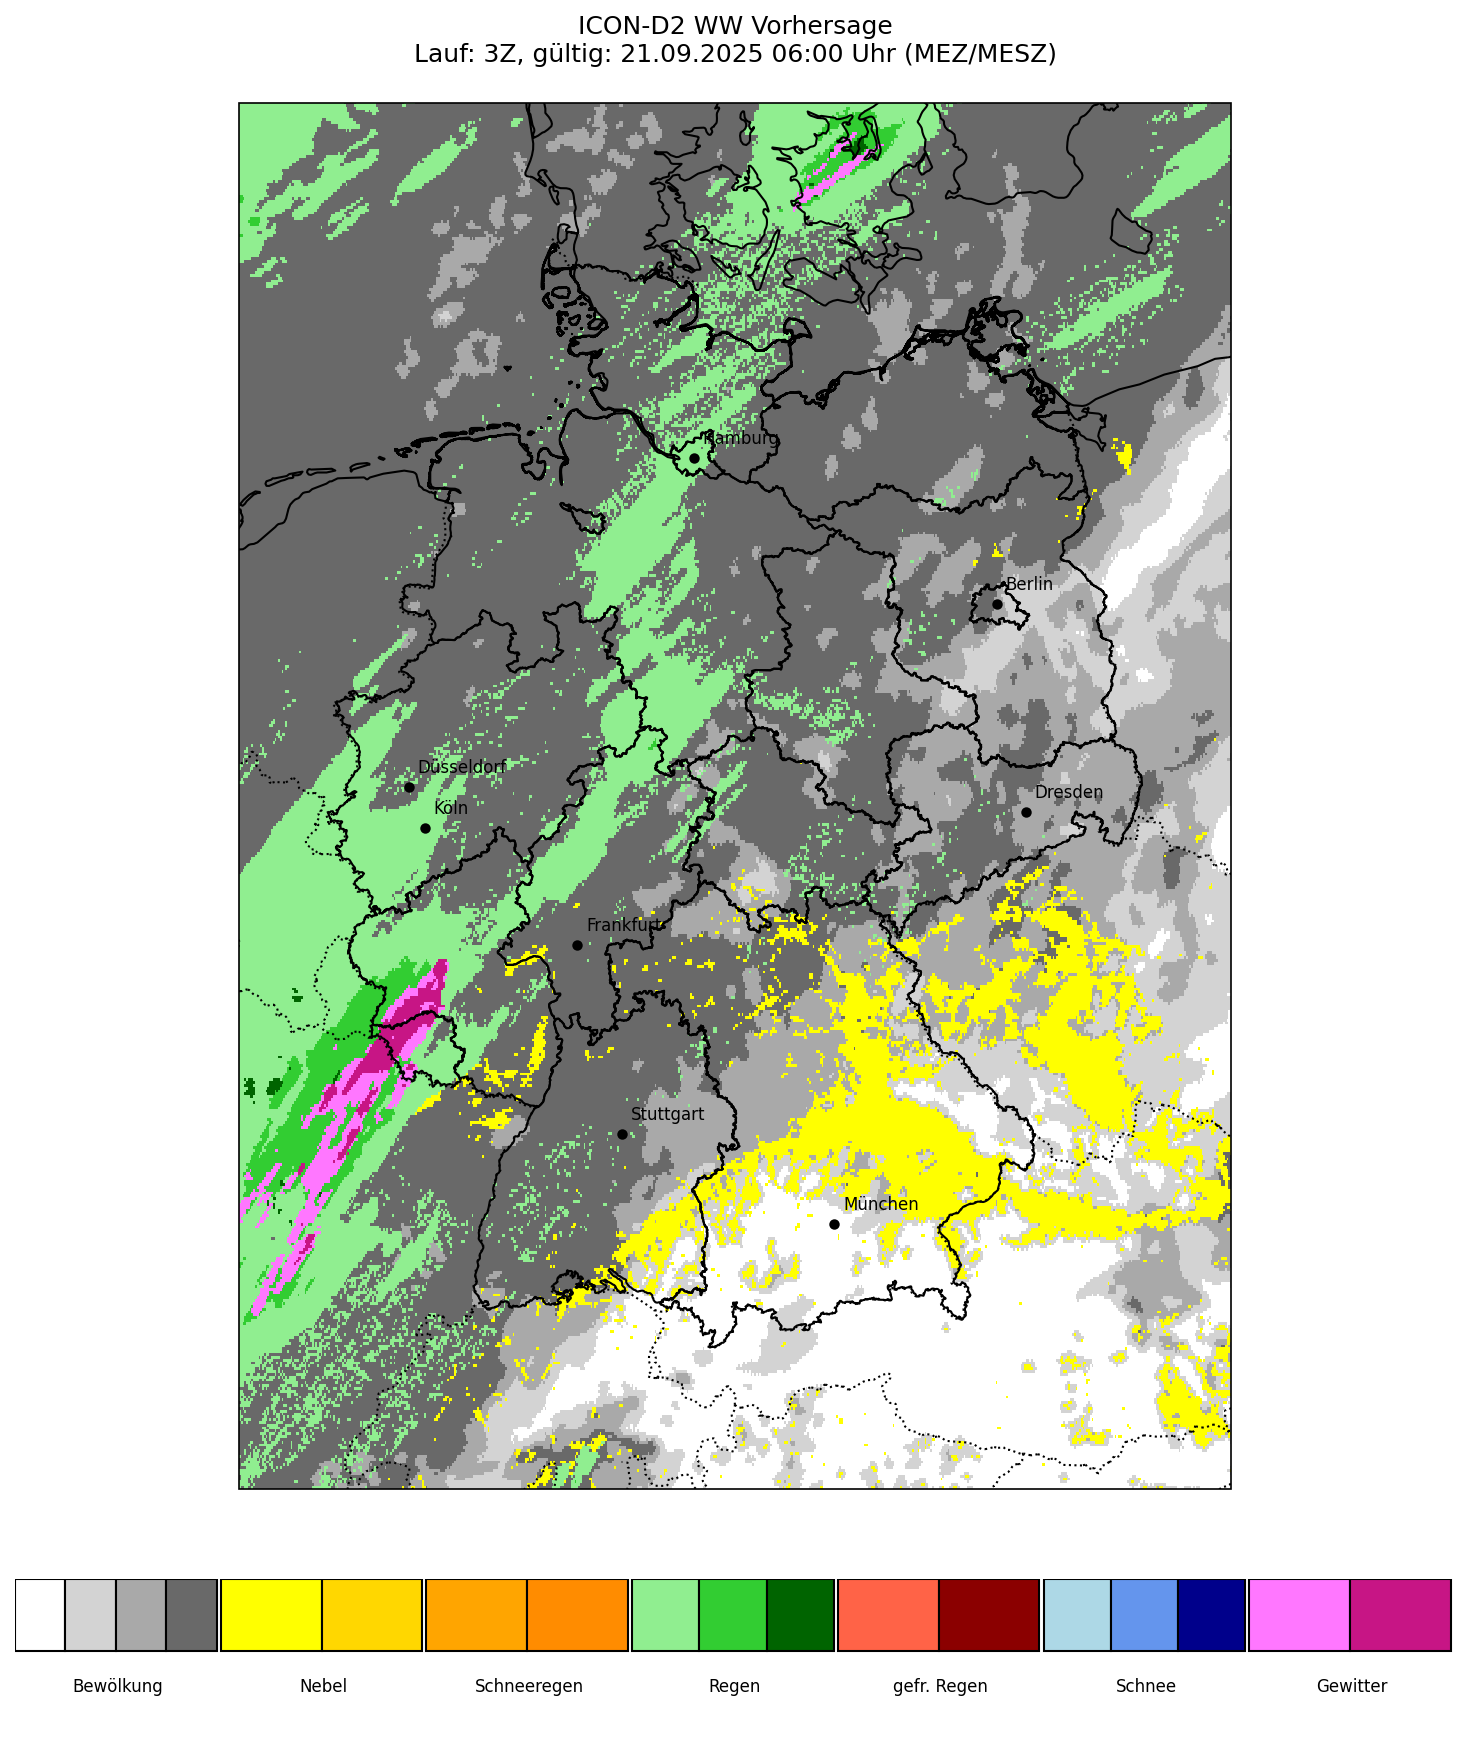 ICON-D2 WW Vorhersage
Lauf: 3Z, gültig: 21.09.2025 06:00 Uhr (MEZ/MESZ)
Hamburg
Berlin
Düsseldorf
Köln
Dresden
Frankfurt
Stuttgart
München
Bewölkung
Nebel
Schneeregen
Regen
gefr. Regen
Schnee
Gewitter